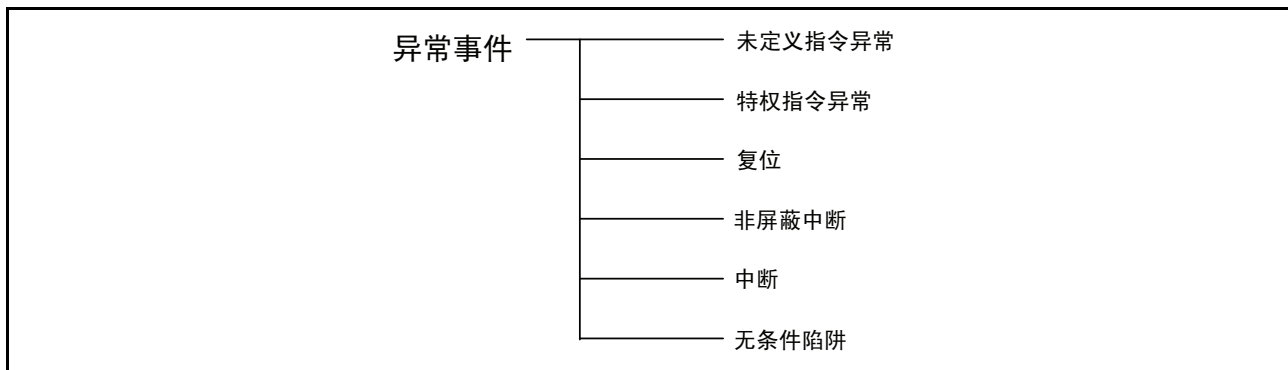 异常事件
未定义指令异常
特权指令异常
复位
非屏蔽中断
中断
无条件陷阱